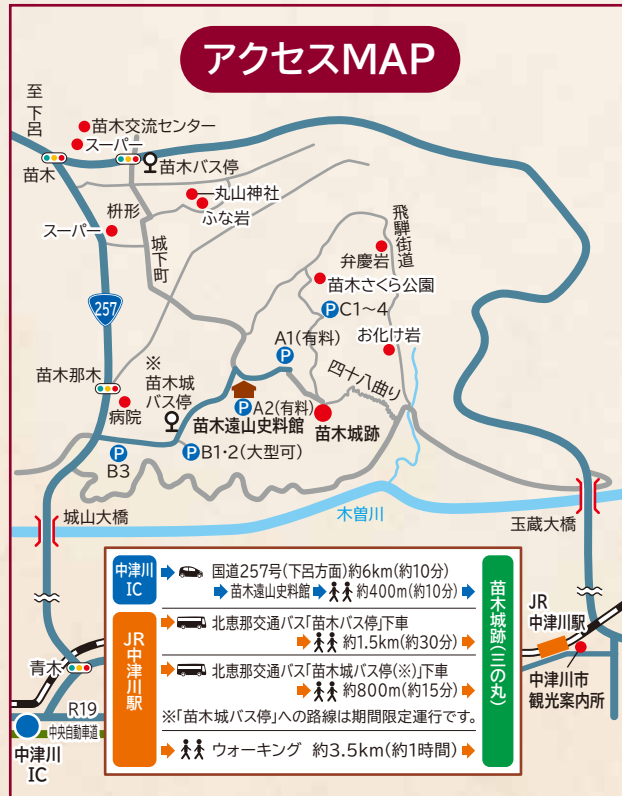 アクセスMAP
至 下呂
苗木交流センター
スーパー
苗木
苗木バス停
丸山神社
ふな岩
枡形
スーパー
城下町
飛騨街道
弁慶岩
苗木さくら公園
P C1~4
257
A1(有料)
P
お化け岩
苗木那木
※
苗木城
バス停
病院
四十八曲り
P A2(有料)
苗木遠山史料館
苗木城跡
P B1・2(大型可)
P
B3
木曽川
城山大橋
玉蔵大橋
中津川
IC
国道257号(下呂方面)約6km(約10分)
苗木遠山史料館 約400m(約10分)
JR中津川駅
北恵那交通バス「苗木バス停」下車
約1.5km(約30分)
北恵那交通バス「苗木城バス停(※)」下車
約800m(約15分)
※「苗木城バス停」への路線は期間限定運行です。
ウォーキング 約3.5km(約1時間)
苗木城跡(三の丸)
JR
中津川駅
中津川市
観光案内所
青木
R19
中央自動車道
中津川
IC